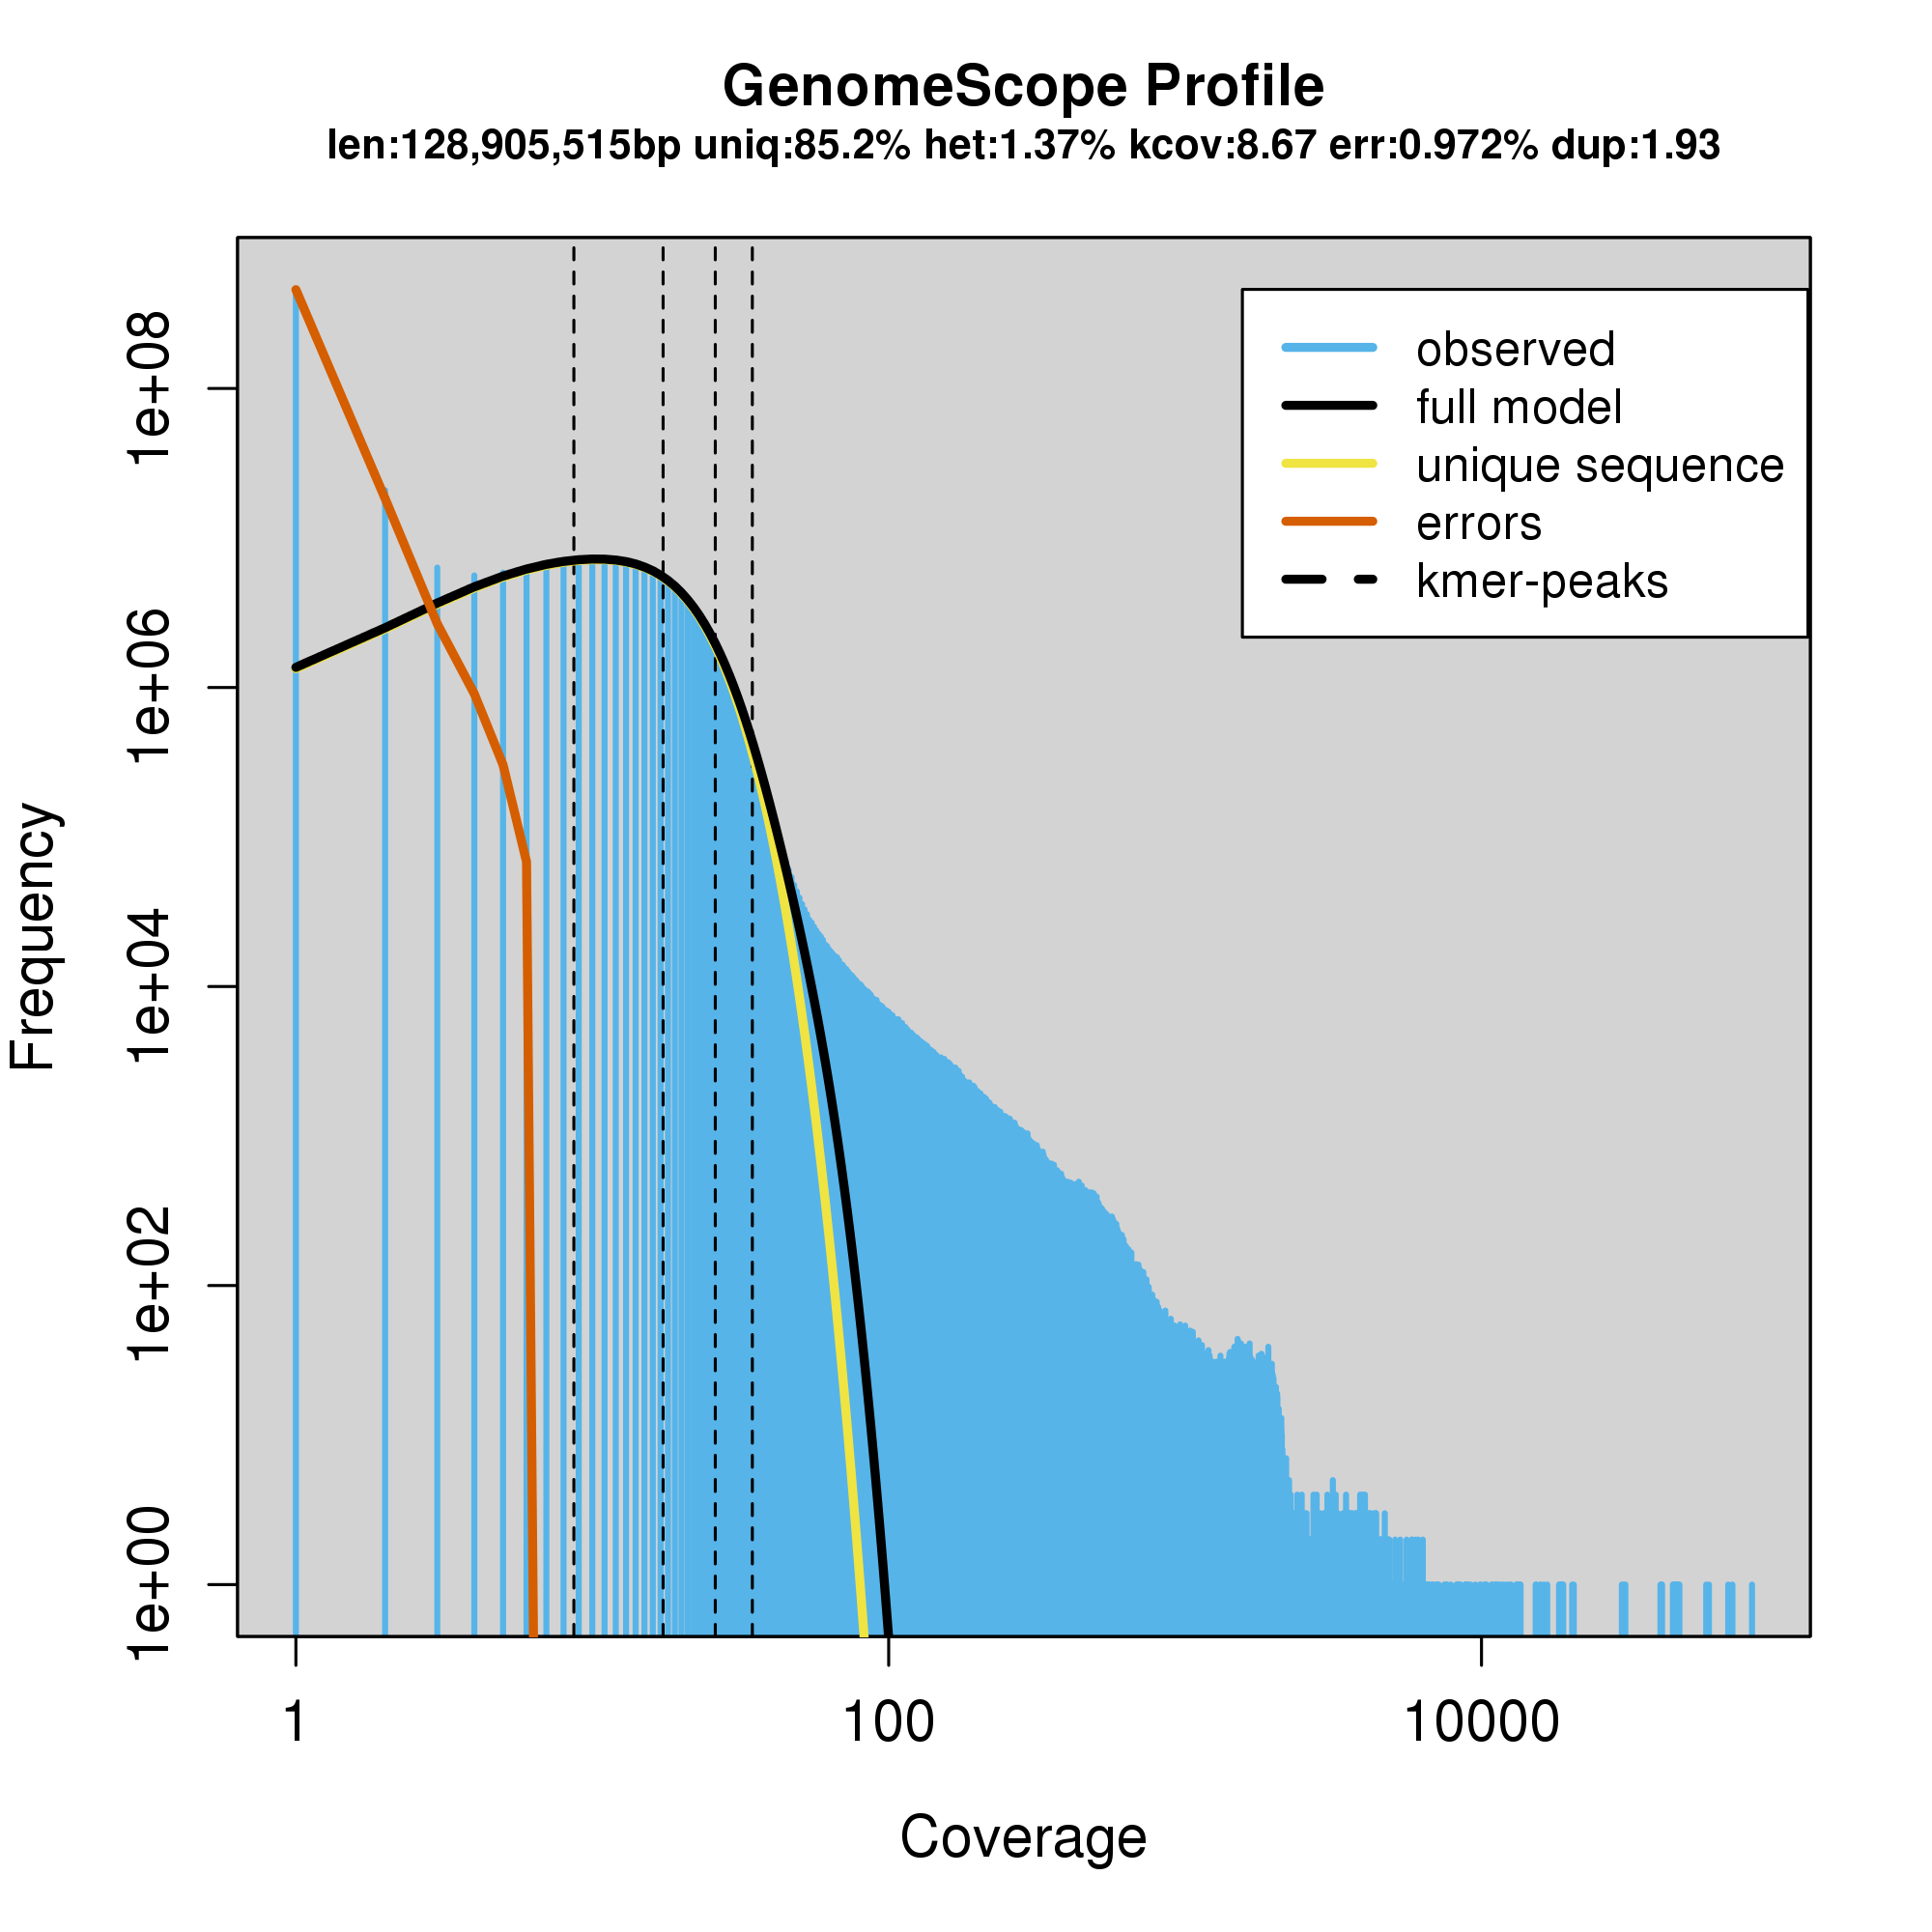 GenomeScope Profile
len:128,905,515bp uniq:85.2% het:1.37% kcov:8.67 err:0.972% dup:1.93
observed
full model
unique sequence
errors
kmer-peaks
Frequency
1e+08
1e+06
1e+04
1e+02
1e+00
1
100
10000
Coverage